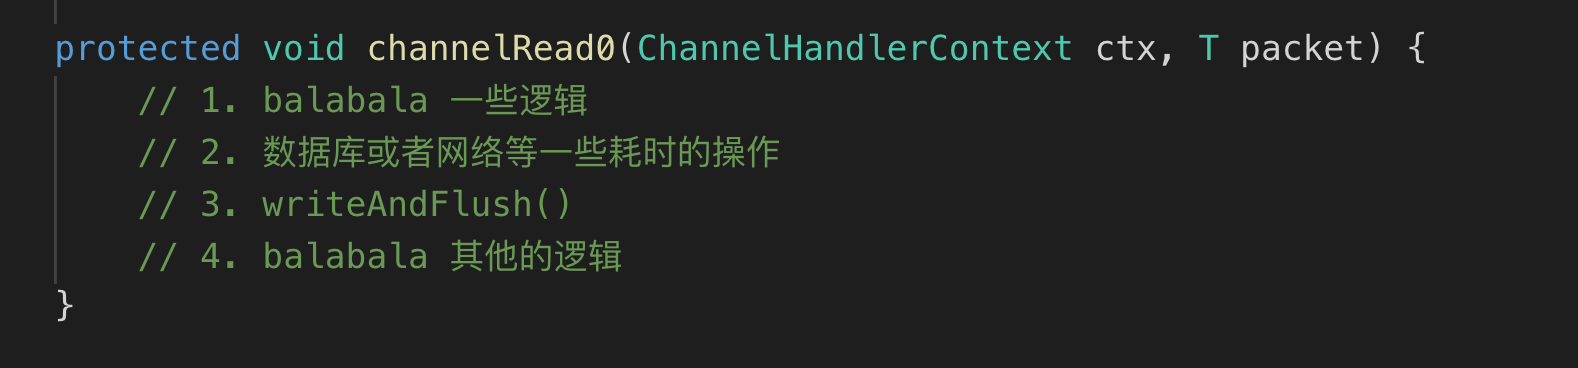 protected void channelRead0(ChannelHandlerContext ctx, T packet) {
// 1. balabala 一些逻辑
// 2. 数据库或者网络等一些耗时的操作
// 3. writeAndFlush()
// 4. balabala 其他的逻辑
}